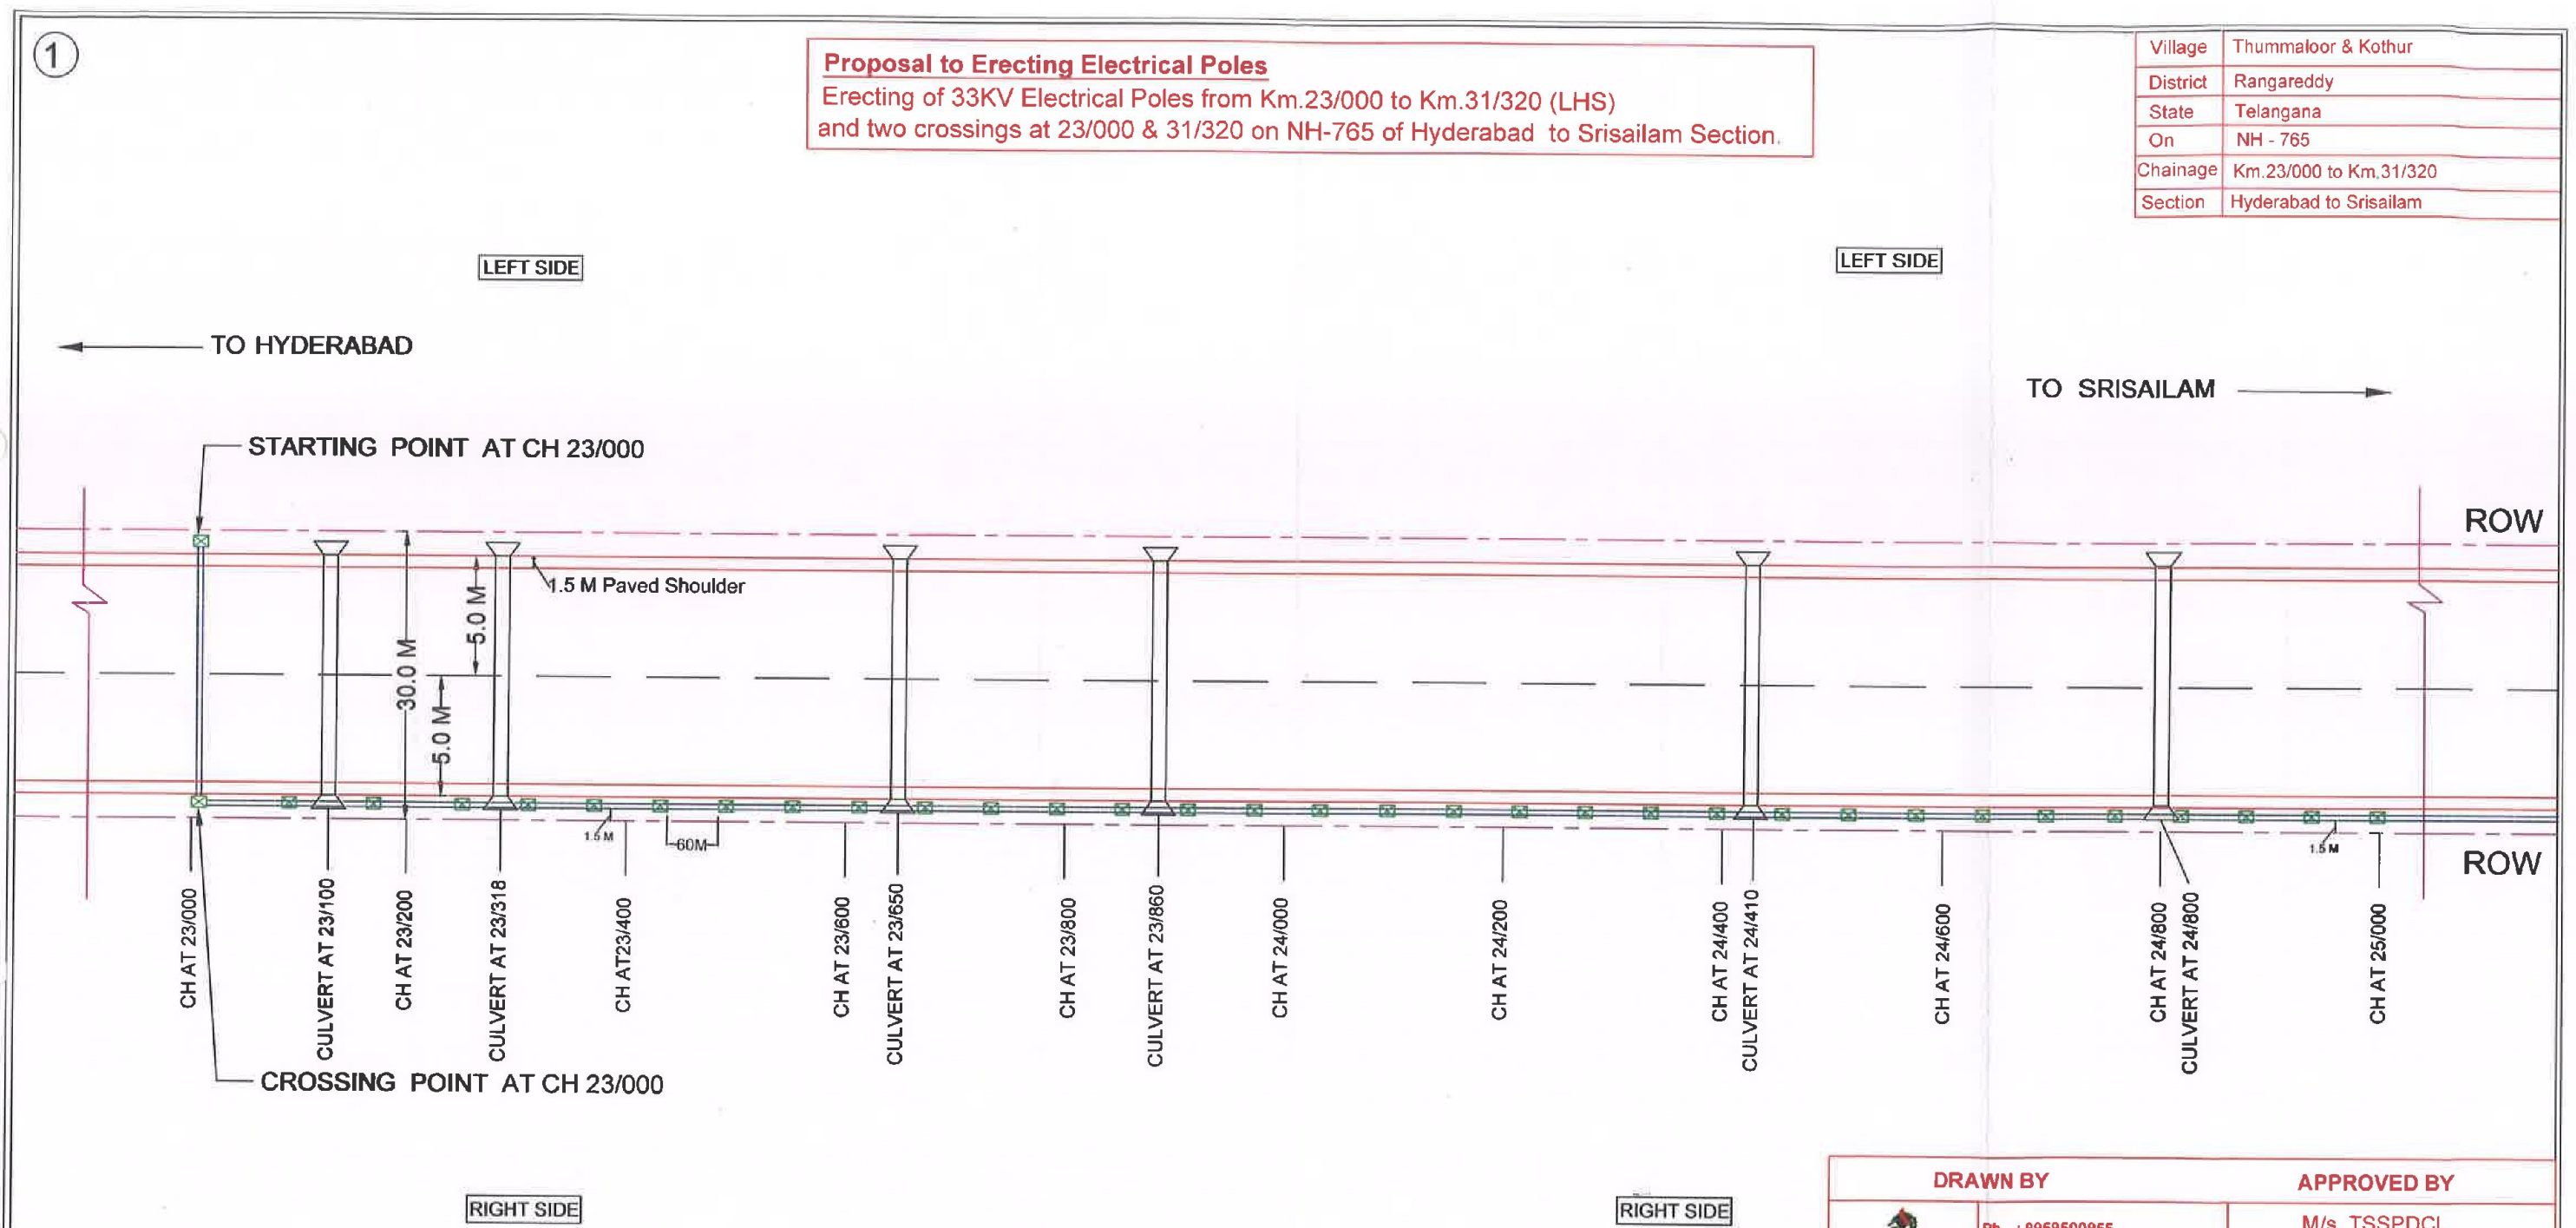 1
Proposal to Erecting Electrical Poles
Erecting of 33KV Electrical Poles from Km.23/000 to Km.31/320 (LHS)
and two crossings at 23/000 & 31/320 on NH-765 of Hyderabad to Srisailam Section.
Village Thummaloor & Kothur
District Rangareddy
State Telangana
On NH - 765
Chainage Km.23/000 to Km.31/320
Section Hyderabad to Srisailam
LEFT SIDE
LEFT SIDE
TO HYDERABAD
TO SRISAILAM
STARTING POINT AT CH 23/000
ROW
1.5 M Paved Shoulder
5.0 M
30.0 M
5.0 M
1.5 M
60M
1.5 M
ROW
CH AT 23/000
CULVERT AT 23/100
CH AT 23/200
CULVERT AT 23/318
CH AT23/400
CH AT 23/600
CULVERT AT 23/650
CH AT 23/800
CULVERT AT 23/860
CH AT 24/000
CH AT 24/200
CH AT 24/400
CULVERT AT 24/410
CH AT 24/600
CH AT 24/800
CULVERT AT 24/800
CH AT 25/000
CROSSING POINT AT CH 23/000
RIGHT SIDE
RIGHT SIDE
DRAWN BY
APPROVED BY
M/s. TSSPDCL